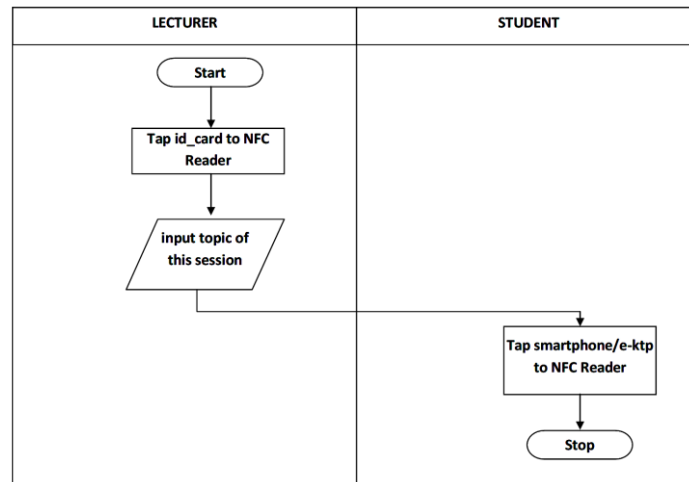 LECTURER
STUDENT
Start
Tap id_card to NFC
Reader
input topic of
this session
Tap smartphone/e-ktp
to NFC Reader
Stop